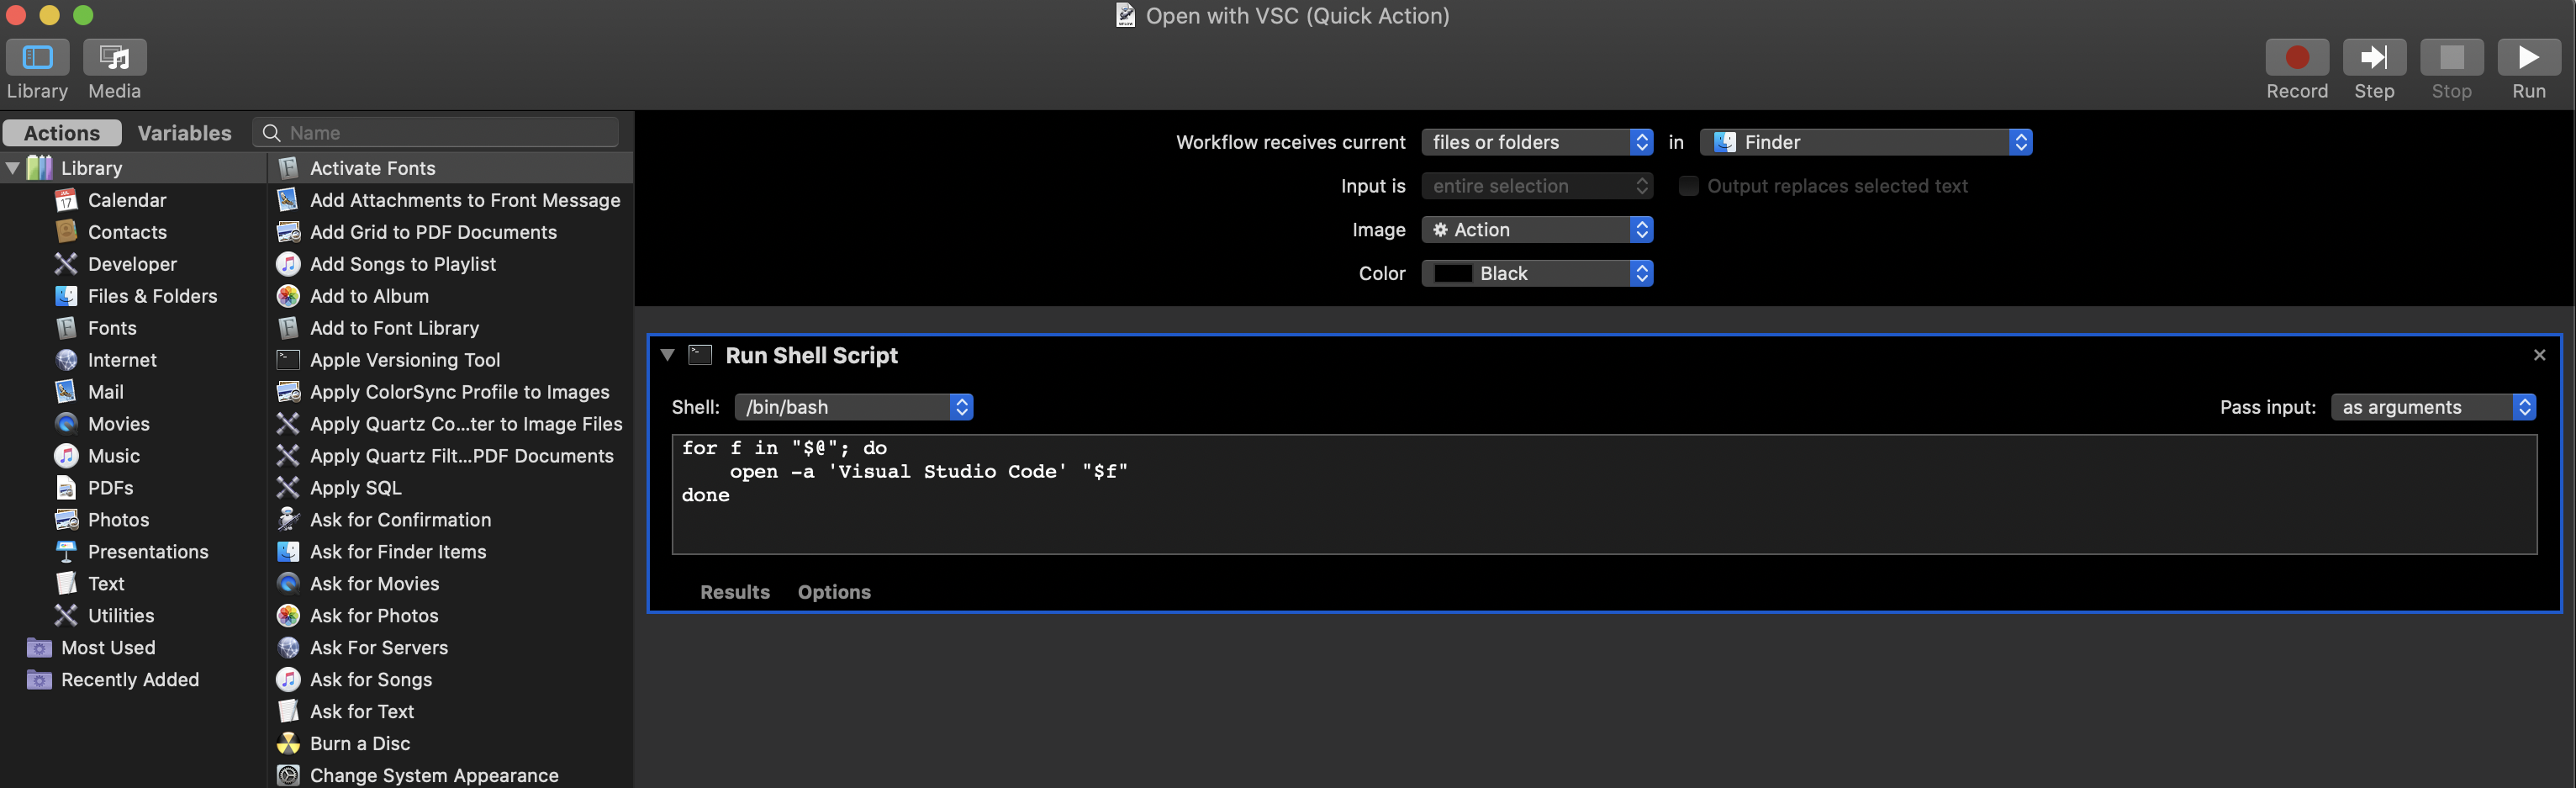 Open with VSC (Quick Action)
Library
Media
Record
Step
Stop
Run
Actions
Variables
Name
Library
Calendar
Contacts
Developer
Files & Folders
Fonts
Internet
Mail
Movies
Music
PDFs
Photos
Presentations
Text
Utilities
Most Used
Recently Added
Activate Fonts
Add Attachments to Front Message
Add Grid to PDF Documents
Add Songs to Playlist
Add to Album
Add to Font Library
Apple Versioning Tool
Apply ColorSync Profile to Images
Apply Quartz Co...ter to Image Files
Apply Quartz Filt...PDF Documents
Apply SQL
Ask for Confirmation
Ask for Finder Items
Ask for Movies
Ask for Photos
Ask For Servers
Ask for Songs
Ask for Text
Burn a Disc
Change System Appearance
Workflow receives current files or folders in Finder
Input is entire selection Output replaces selected text
Image Action
Color Black
Run Shell Script
Shell: /bin/bash Pass input: as arguments
for f in "$@"; do
    open -a 'Visual Studio Code' "$f"
done
Results Options